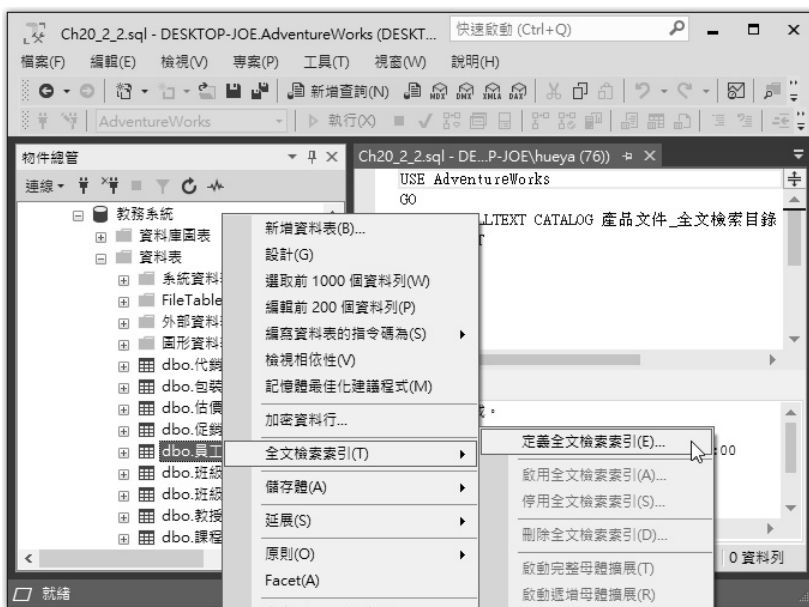 Ch20_2_2.sql - DESKTOP-JOE.AdventureWorks (DESKT...
快速啟動 (Ctrl+Q)
檔案(F) 編輯(E) 檢視(V) 專案(P) 工具(T) 視窗(W) 說明(H)
新增查詢(N) MDX DMX XMLA DAX
AdventureWorks 執行(X)
物件總管
連線
教務系統
資料庫圖表
資料表
系統資料
FileTable
外部資料
圖形資料
dbo.代銷
dbo.包裝
dbo.估價
dbo.促銷
dbo.員工
dbo.班級
dbo.班級
dbo.教授
dbo.課程
Ch20_2_2.sql - DE...P-JOE\hueya (76))
USE AdventureWorks
GO
LLTEXT CATALOG 產品文件_全文檢索目錄
T
新增資料表(B)...
設計(G)
選取前 1000 個資料列(W)
編輯前 200 個資料列(P)
編寫資料表的指令碼為(S)
檢視相依性(V)
記憶體最佳化建議程式(M)
加密資料行...
全文檢索索引(T)
儲存體(A)
延展(S)
原則(O)
Facet(A)
定義全文檢索索引(E)...
啟用全文檢索索引(A)...
停用全文檢索索引(S)...
刪除全文檢索索引(D)...
啟動完整母體擴展(T)
啟動遞增母體擴展(R)
:00
0 資料列
就緒